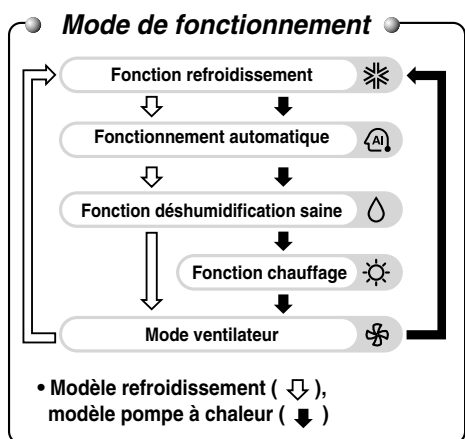 Mode de fonctionnement
Fonction refroidissement
Fonctionnement automatique
AI
Fonction déshumidification saine
Fonction chauffage
Mode ventilateur
• Modèle refroidissement ( ),
modèle pompe à chaleur ( )